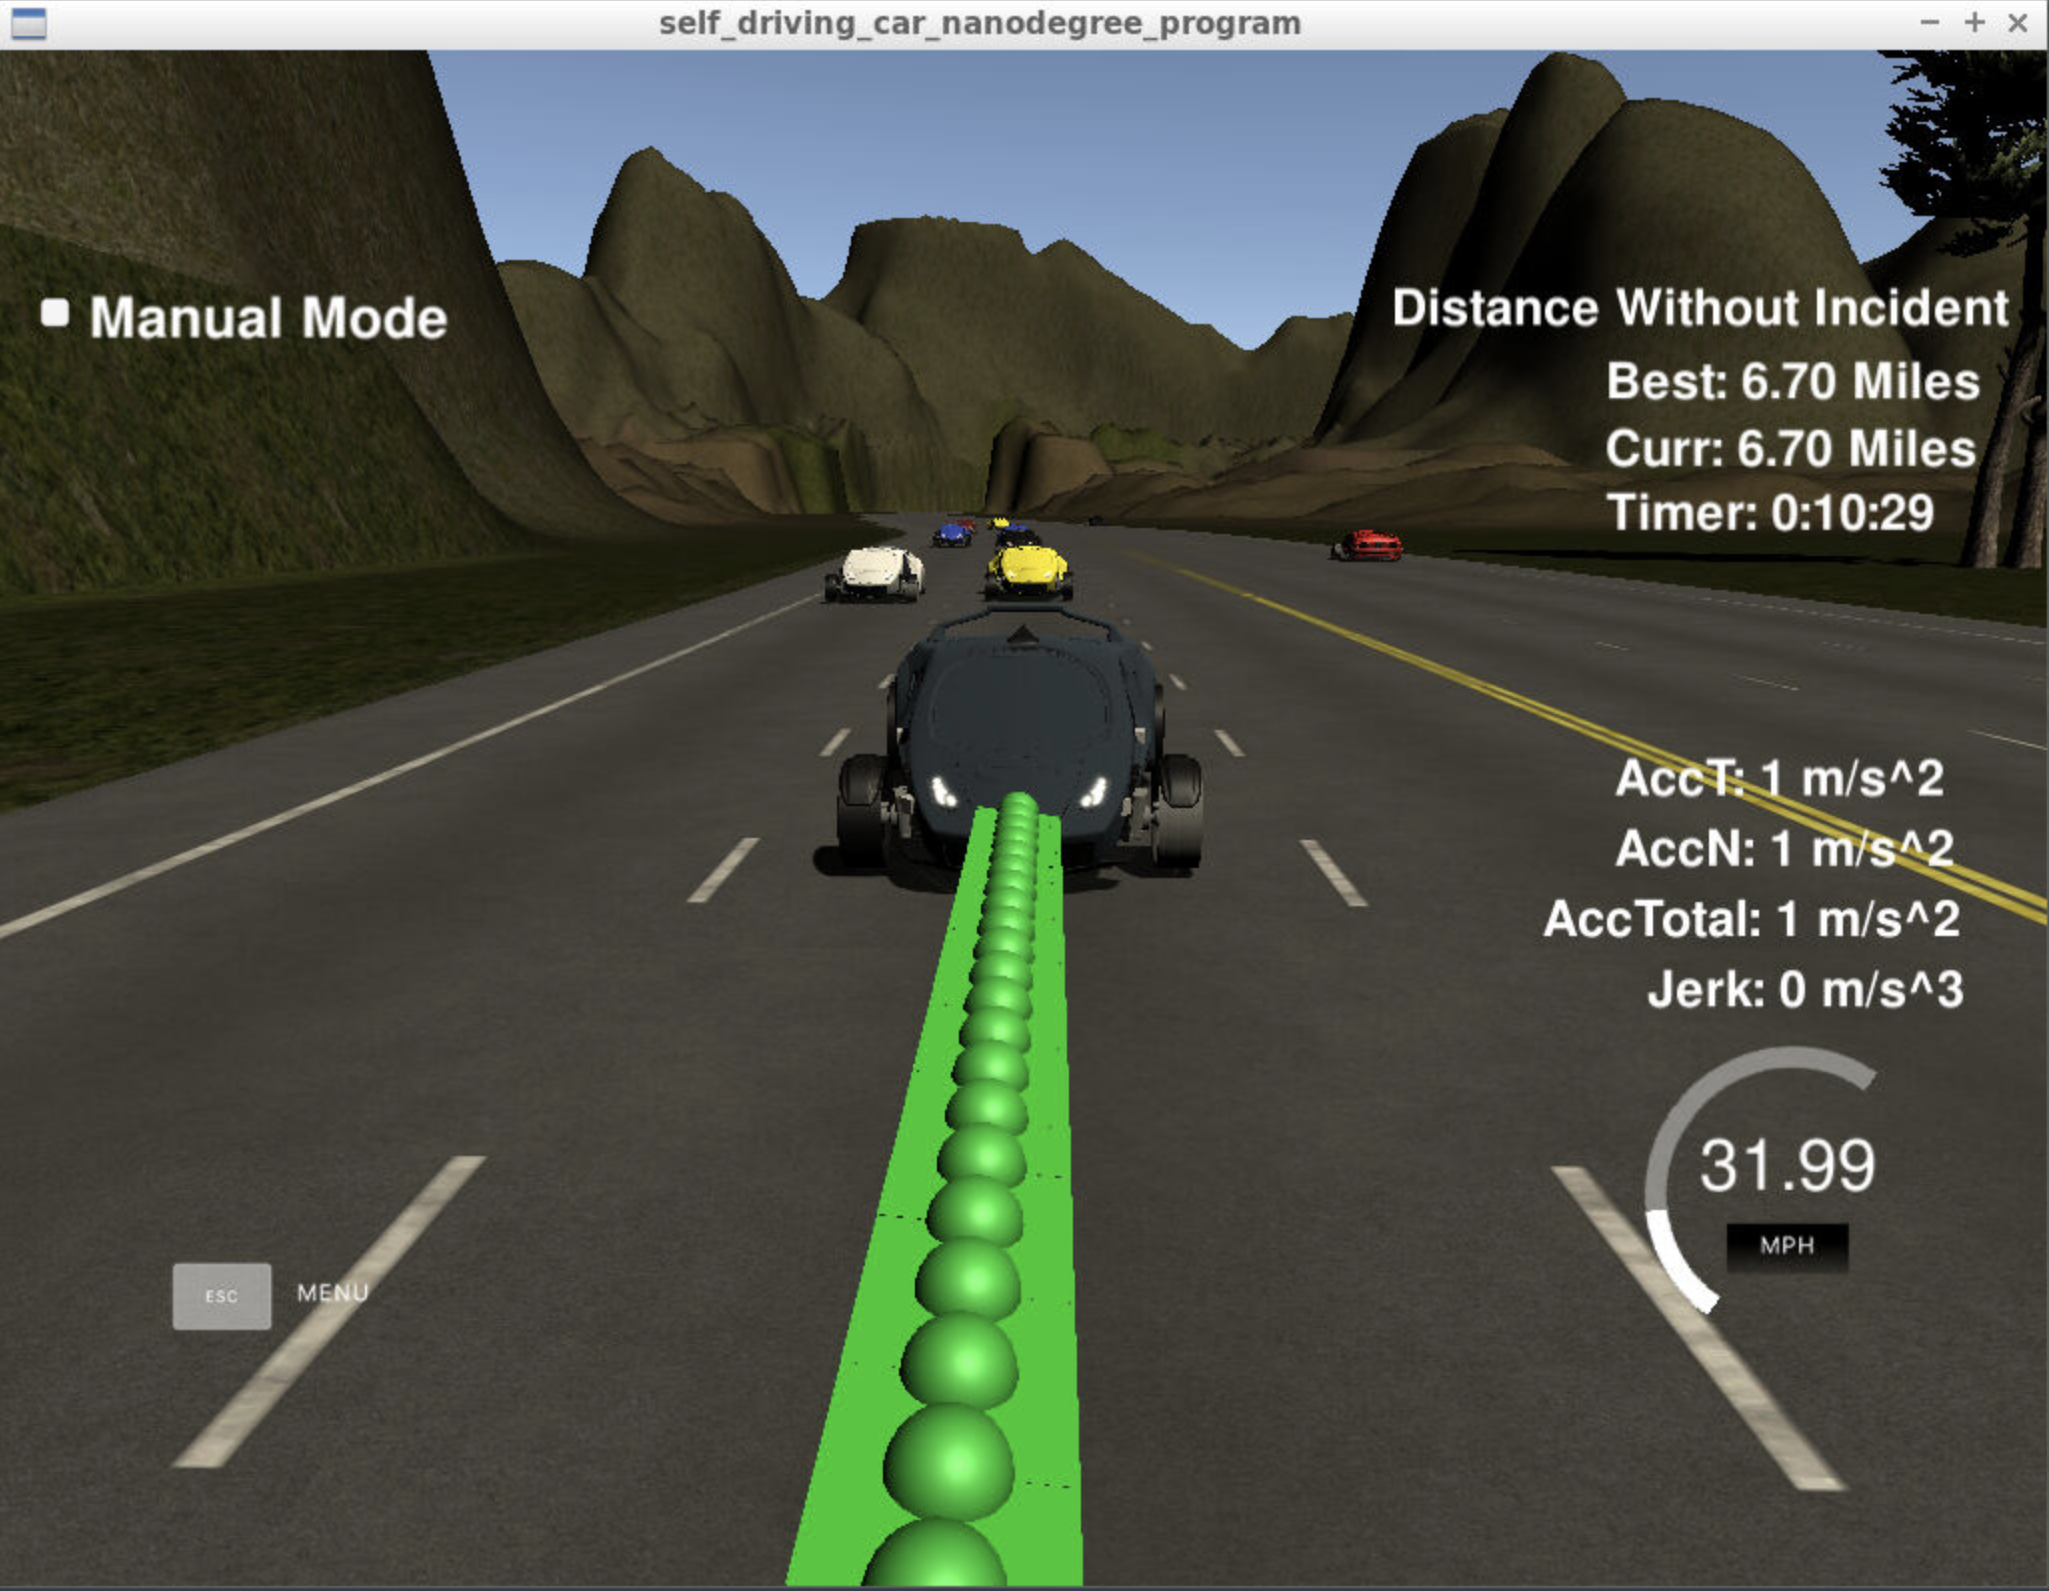 self_driving_car_nanodegree_program
Manual Mode
Distance Without Incident
Best: 6.70 Miles
Curr: 6.70 Miles
Timer: 0:10:29
AccT: 1 m/s^2
AccN: 1 m/s^2
AccTotal: 1 m/s^2
Jerk: 0 m/s^3
31.99
MPH
ESC MENU